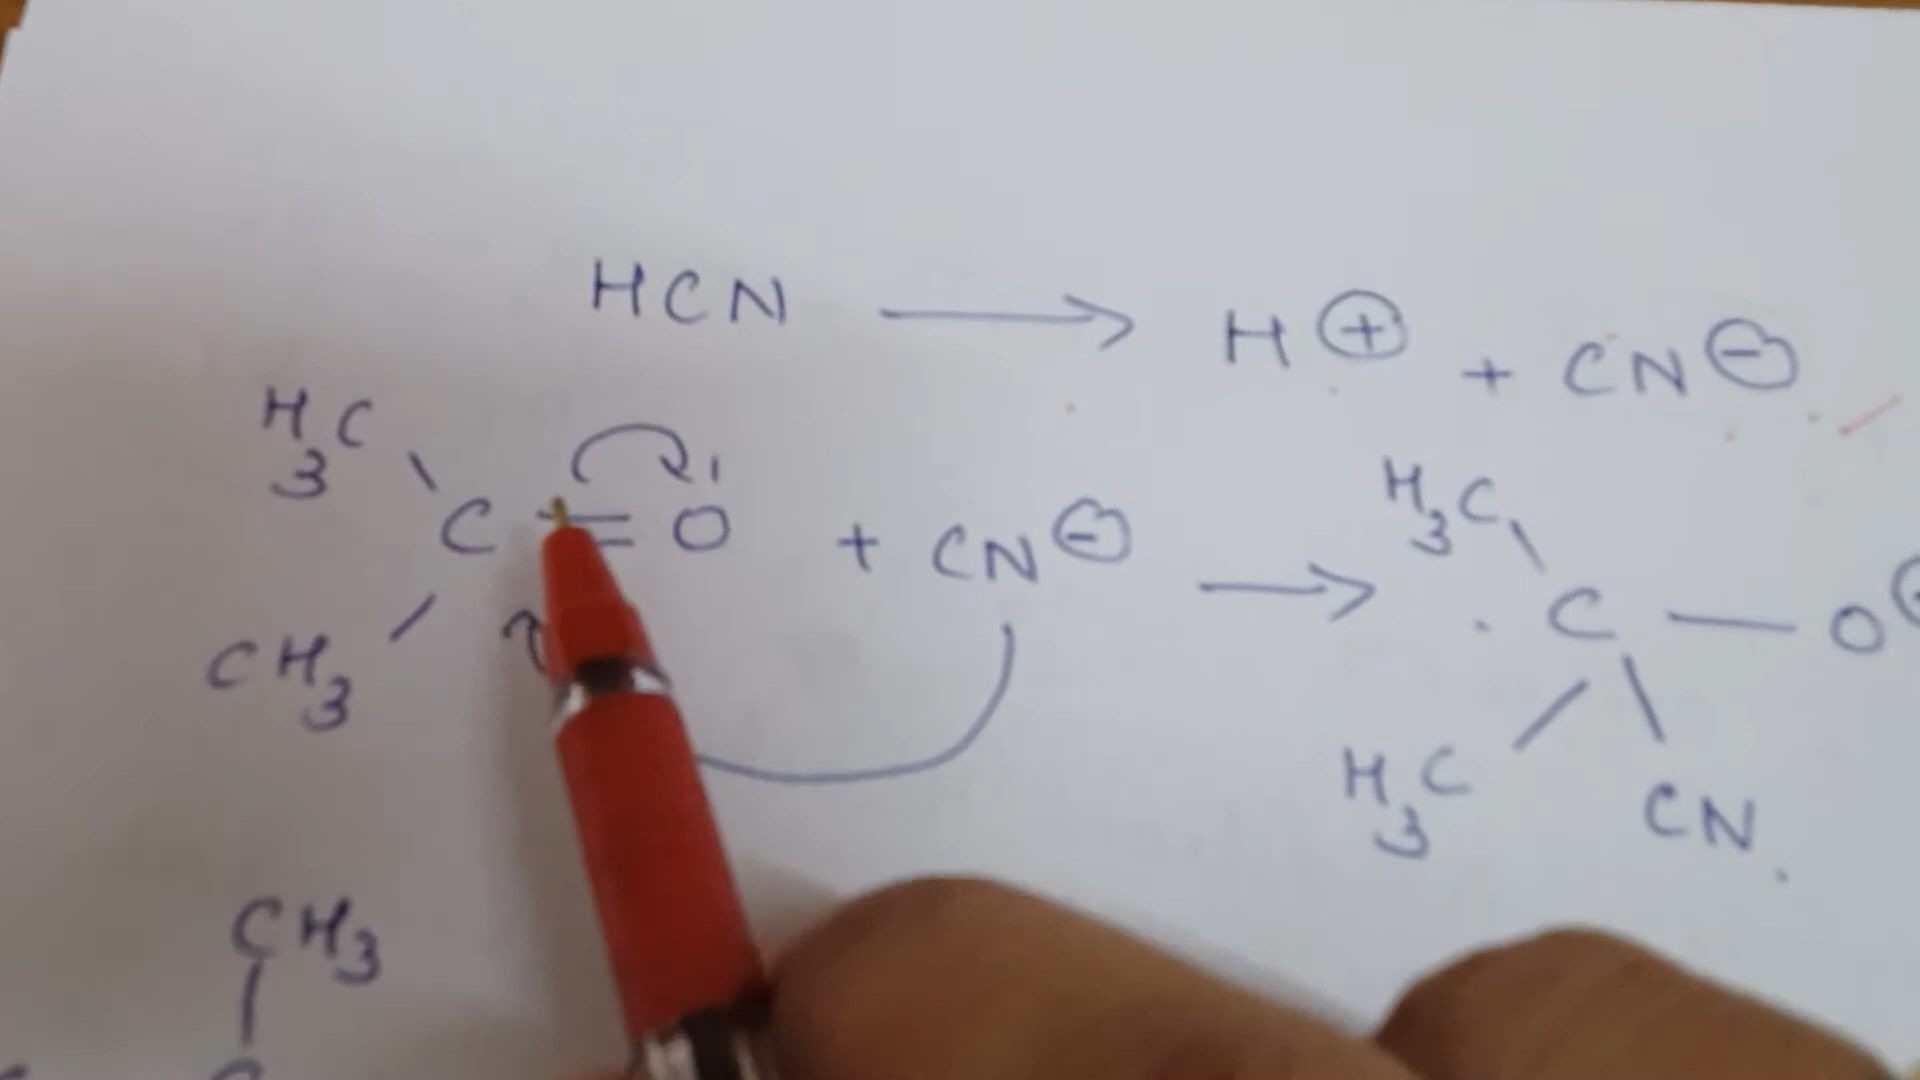 HCN ⟶ H⊕ + CN⊖
H3C
C=O + CN⊖ ⟶
CH3
H3C
C—O
H3C
CN
CH3